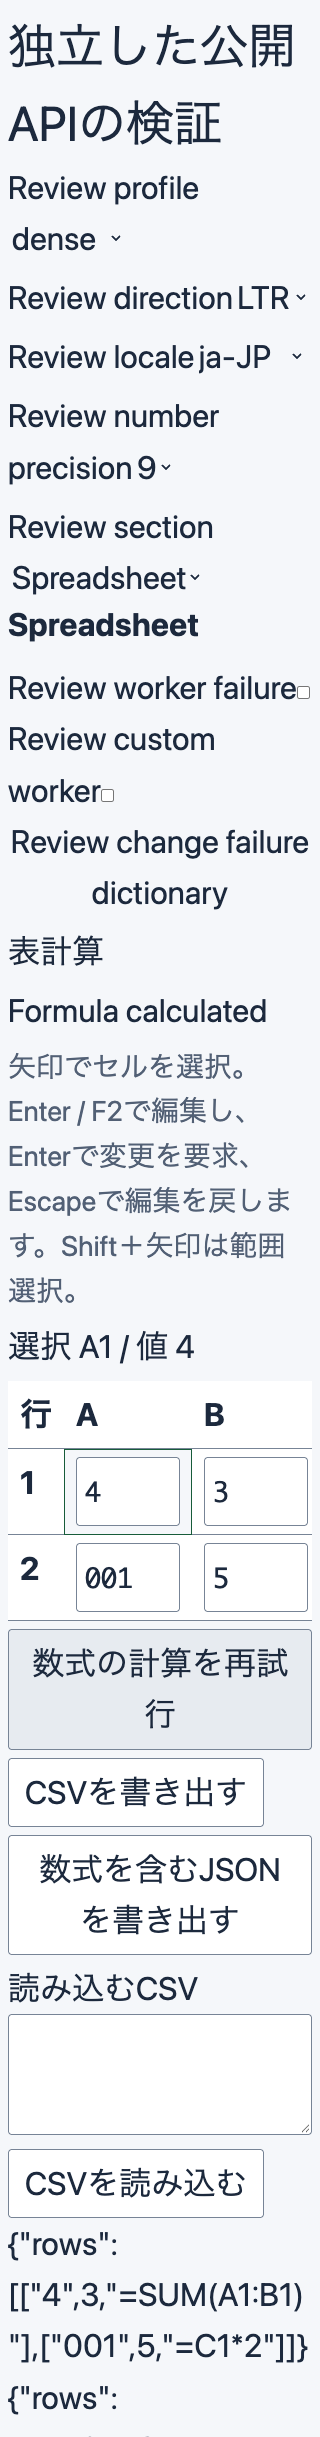 独立した公開
APIの検証
Review profile
dense
Review direction LTR
Review locale ja-JP
Review number
precision 9
Review section
Spreadsheet
Spreadsheet
Review worker failure
Review custom
worker
Review change failure
dictionary
表計算
Formula calculated
矢印でセルを選択。
Enter / F2で編集し、
Enterで変更を要求、
Escapeで編集を戻しま
す。Shift＋矢印は範囲
選択。
選択 A1 / 値 4
行 A B
1 4 3
2 001 5
数式の計算を再試
行
CSVを書き出す
数式を含むJSON
を書き出す
読み込むCSV
CSVを読み込む
{"rows":
[["4",3,"=SUM(A1:B1)
"],["001",5,"=C1*2"]]}
{"rows":